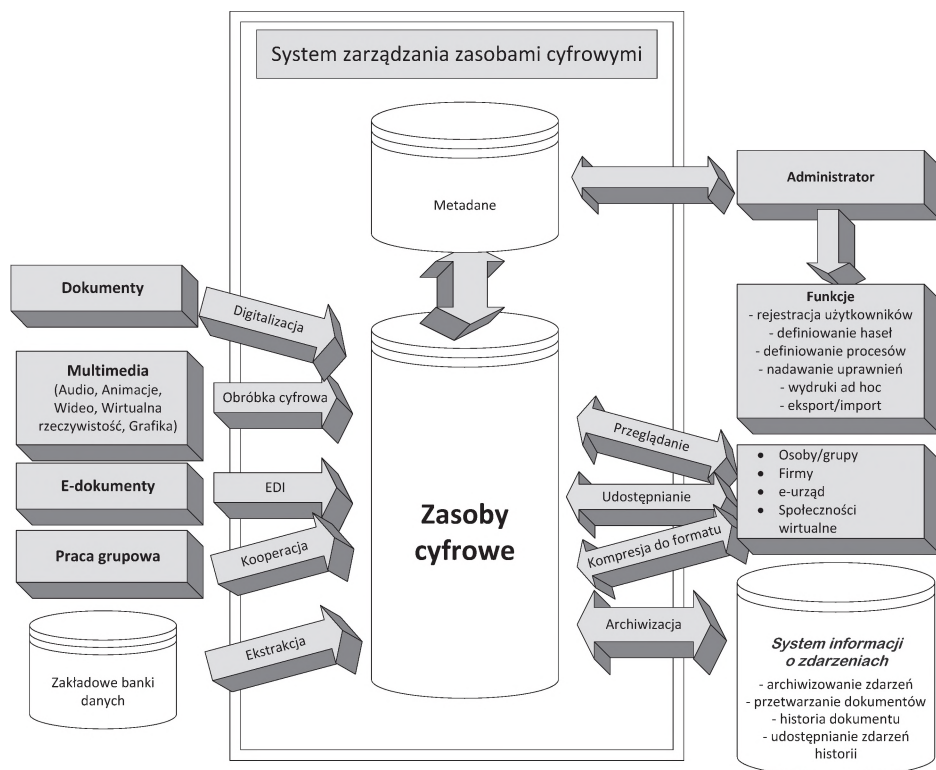 System zarządzania zasobami cyfrowymi
Metadane
Administrator
Dokumenty
Digitalizacja
Funkcje
- rejestracja użytkowników
- definiowanie haseł
- definiowanie procesów
- nadawanie uprawnień
- wydruki ad hoc
- eksport/import
Multimedia
(Audio, Animacje,
Wideo, Wirtualna
rzeczywistość, Grafika)
Obróbka cyfrowa
Przeglądanie
E-dokumenty
EDI
Zasoby
cyfrowe
Udostępnianie
• Osoby/grupy
• Firmy
• e-urząd
• Społeczności
wirtualne
Praca grupowa
Kooperacja
Kompresja do formatu
Zakładowe banki
danych
Ekstrakcja
Archiwizacja
System informacji
o zdarzeniach
- archiwizowanie zdarzeń
- przetwarzanie dokumentów
- historia dokumentu
- udostępnianie zdarzeń
historii